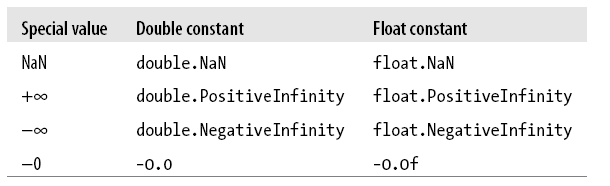 Special value Double constant Float constant
NaN double.NaN float.NaN
+∞ double.PositiveInfinity float.PositiveInfinity
−∞ double.NegativeInfinity float.NegativeInfinity
−0 -0.0 -0.0f